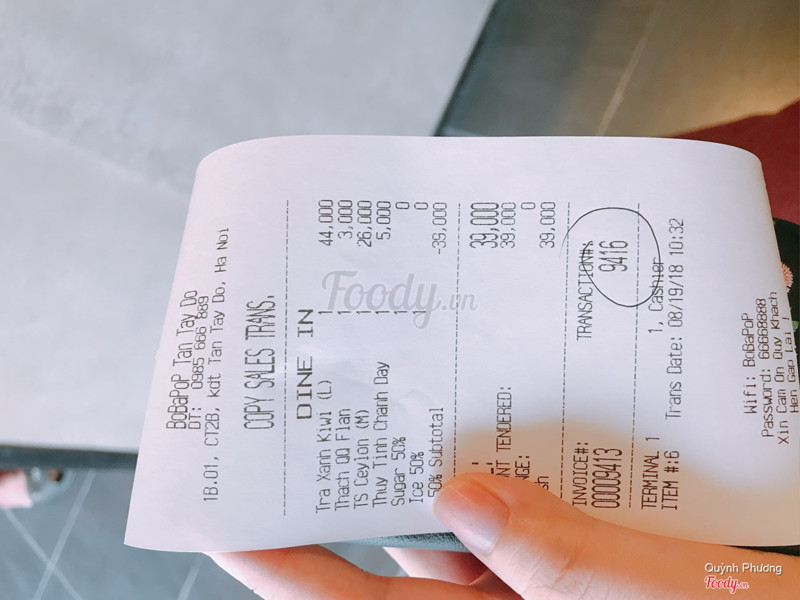 BoBaPoP Tan Tay Do
DT: 0985 666 889
1B.01, CT2B, kdt Tan Tay Do, Ha Noi
COPY SALES TRANS.
DINE IN
Tra Xanh Kiwi (L) 1 44,000
Thach QQ Flan 1 3,000
TS Ceylon (M) 1 26,000
Thuy Tinh Chanh Day 1 5,000
Sugar 50% 1 0
Ice 50% 1 0
50% Subtotal -39,000
39,000
NT TENDERED: 39,000
NGE: 0
sh 39,000
INVOICE#: TRANSACTION#:
00009413 9416
TERMINAL 1 1, Cashier
ITEM #:6 Trans Date: 08/19/18 10:32
Wifi: BoBaPoP
Password: 66668888
Xin Cam On Quy Khach
Hen Gap Lai
Foody.vn
Quỳnh Phương
Foody.vn